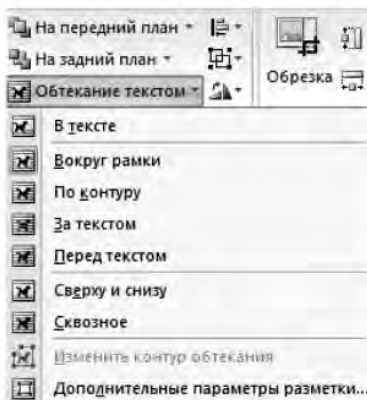 На передний план
На задний план
Обтекание текстом
Обрезка
В тексте
Вокруг рамки
По контуру
За текстом
Перед текстом
Сверху и снизу
Сквозное
Изменить контур обтекания
Дополнительные параметры разметки...